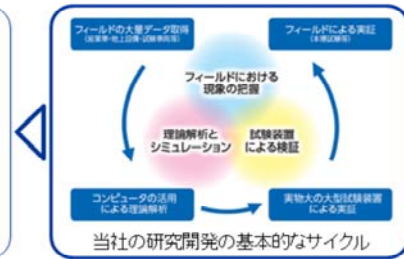 フィールドの大量データ取得
(営業車・地上設備・試験車両等)
フィールドによる実証
(本線試験等)
フィールドにおける
現象の把握
理論解析と
シミュレーション
試験装置
による検証
コンピュータの活用
による理論解析
実物大の大型試験装置
による実証
当社の研究開発の基本的なサイクル